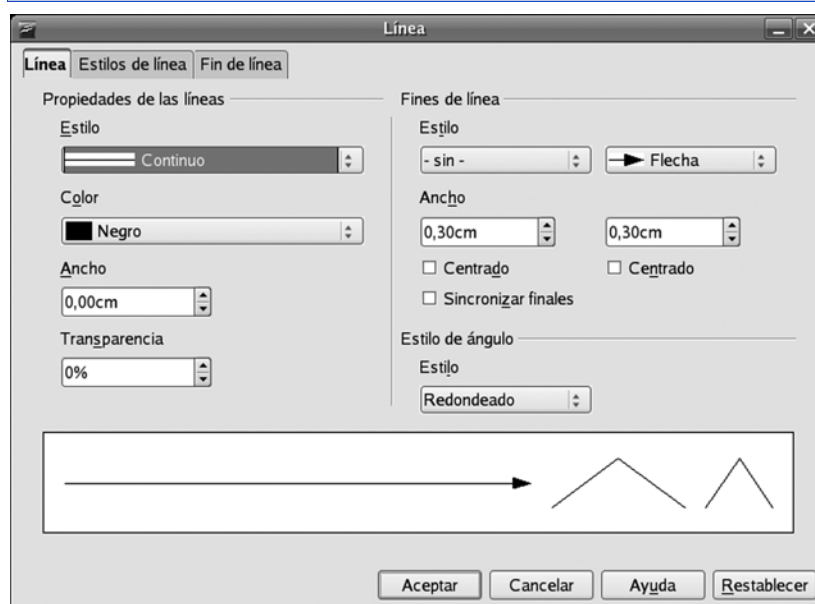 Línea
Línea Estilos de línea Fin de línea
Propiedades de las líneas
Estilo
Continuo
Color
Negro
Ancho
0,00cm
Transparencia
0%
Fines de línea
Estilo
- sin - Flecha
Ancho
0,30cm 0,30cm
Centrado Centrado
Sincronizar finales
Estilo de ángulo
Estilo
Redondeado
Aceptar Cancelar Ayuda Restablecer